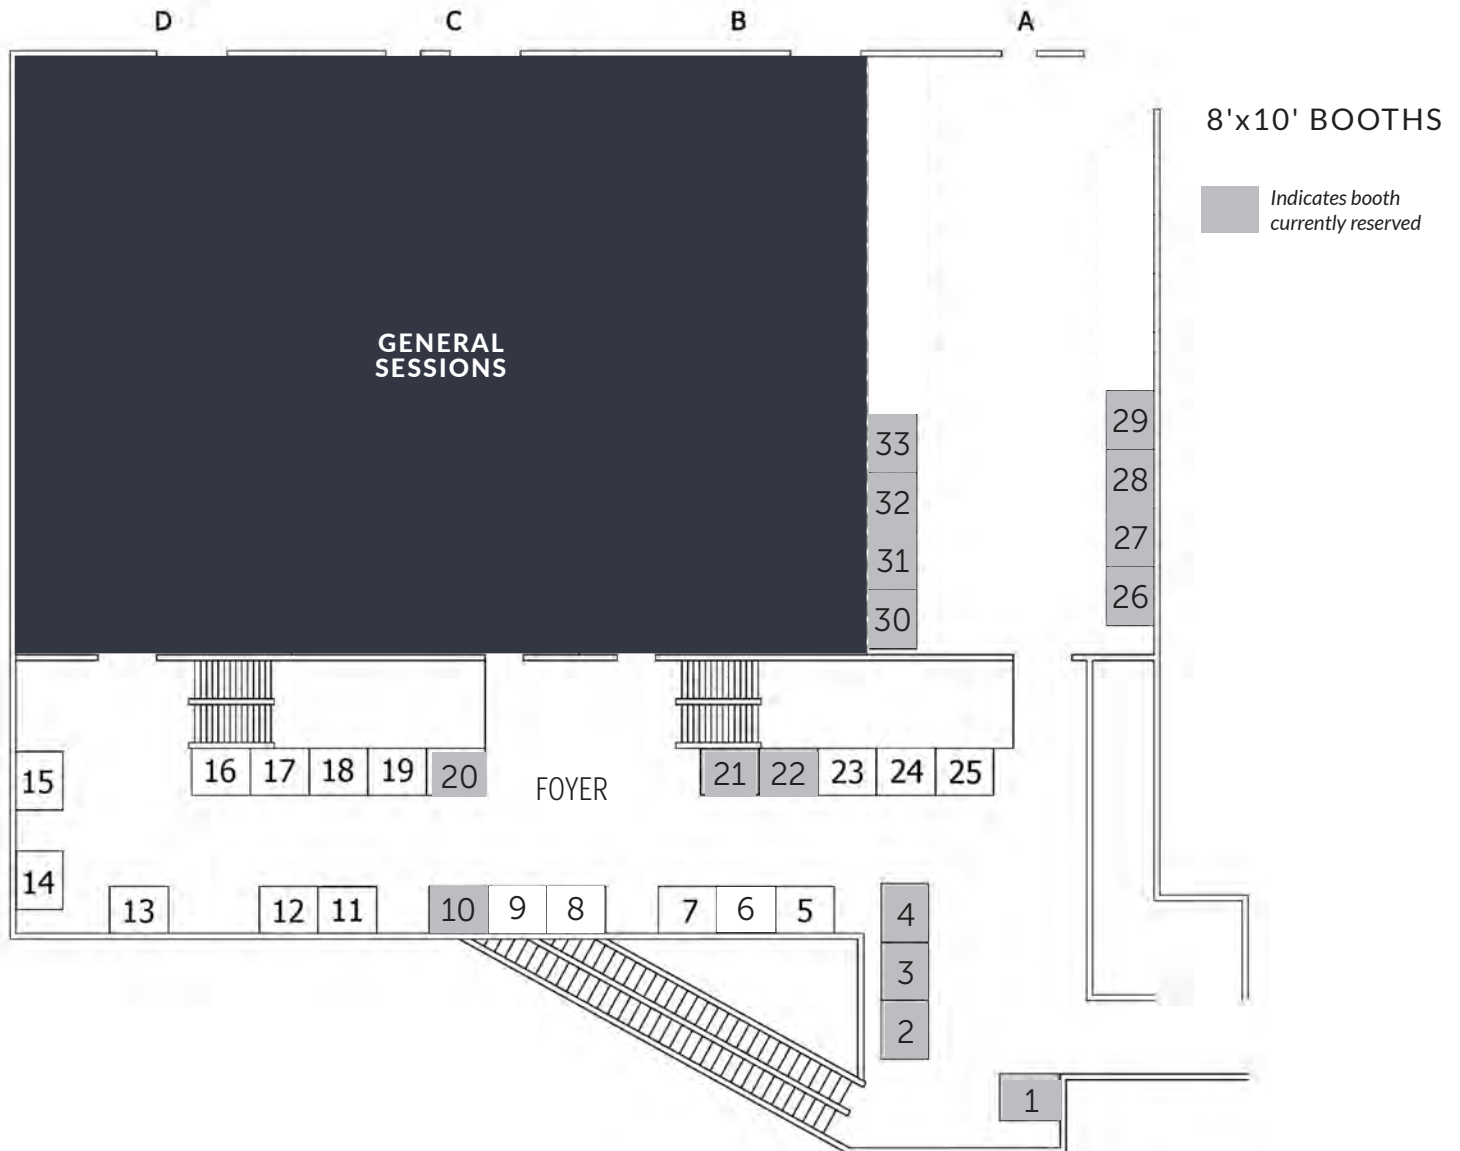 D C B A
8'x10' BOOTHS
Indicates booth
currently reserved
GENERAL
SESSIONS
33
32
31
30
29
28
27
26
15
16 17 18 19 20
FOYER
21 22 23 24 25
14
13 12 11 10 9 8 7 6 5
4
3
2
1